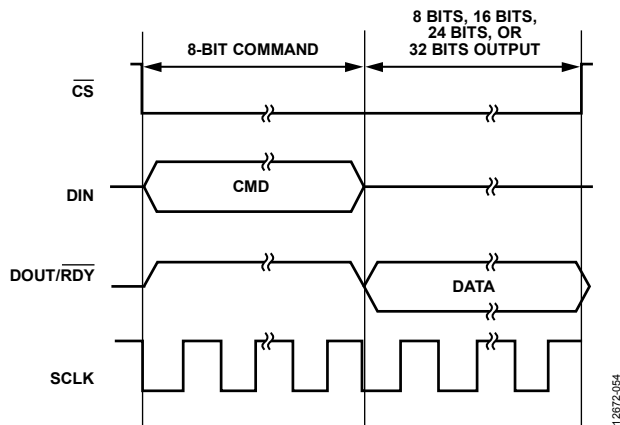 8 BITS, 16 BITS,
24 BITS, OR
32 BITS OUTPUT
8-BIT COMMAND
CS
DIN
CMD
DOUT/RDY
DATA
SCLK
12672-054